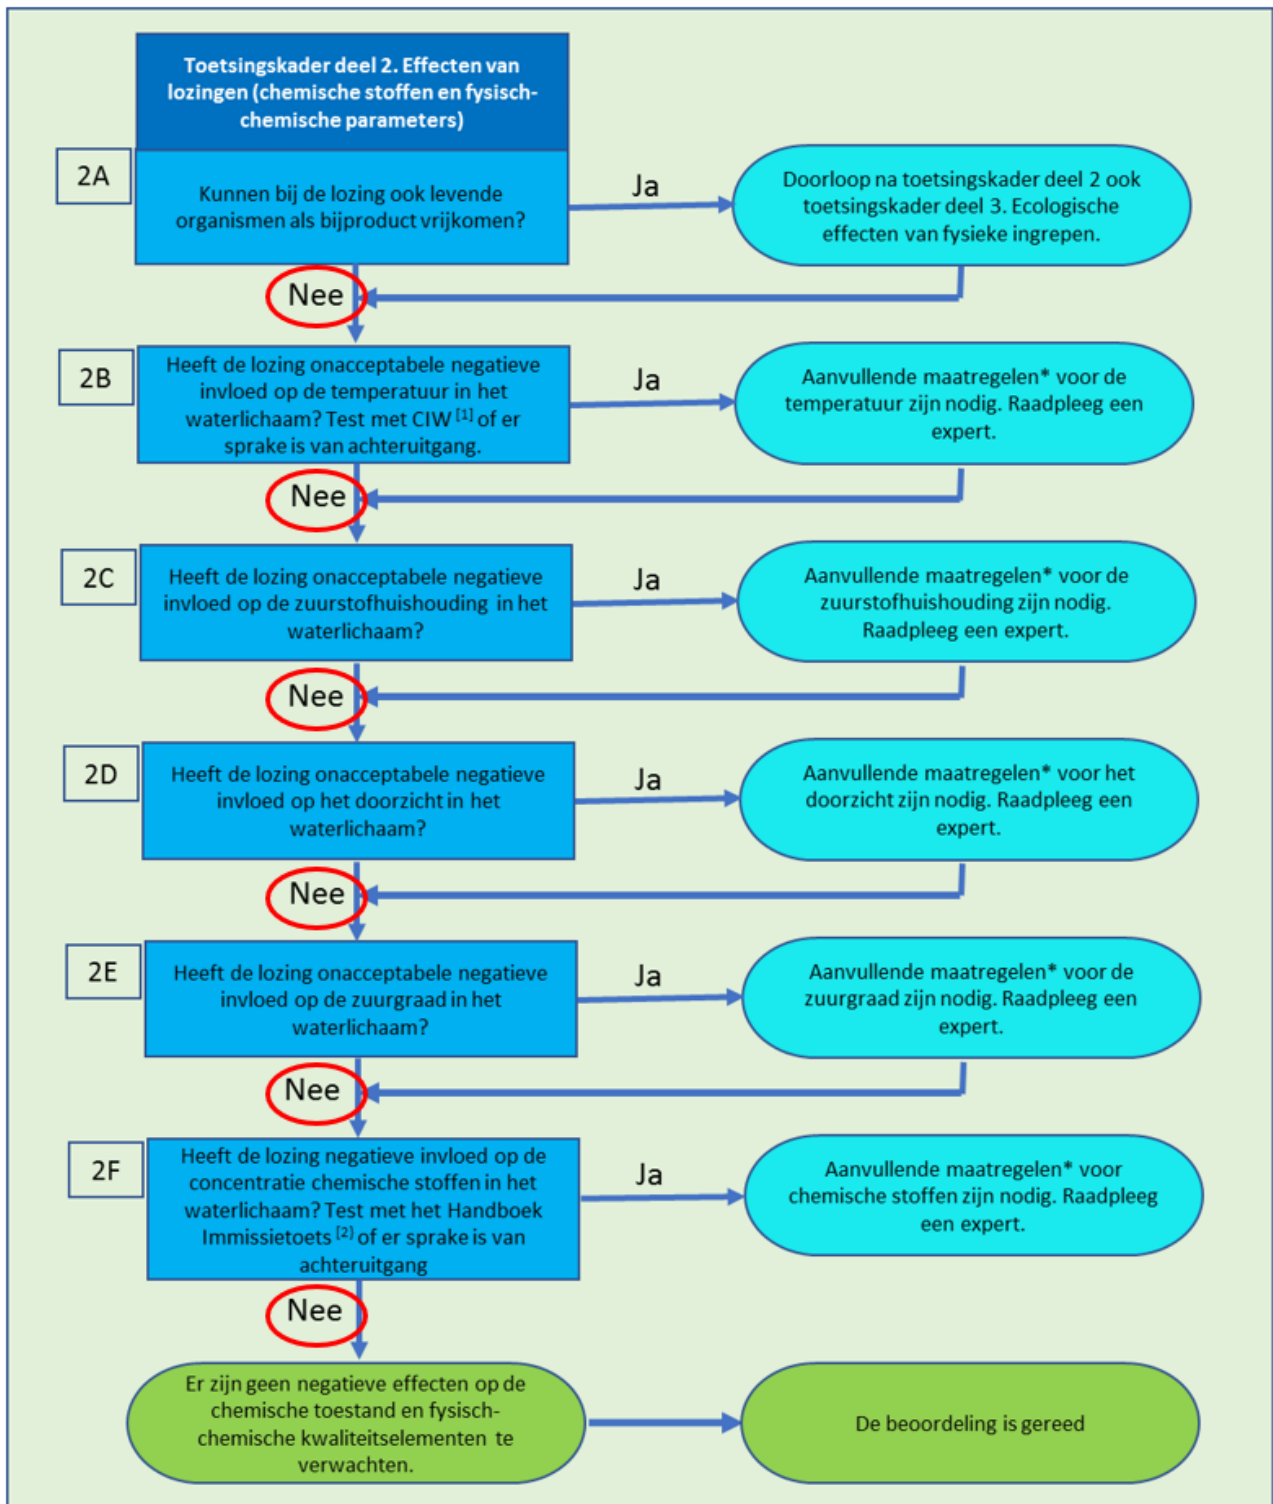 Toetsingskader deel 2. Effecten van
lozingen (chemische stoffen en fysisch-
chemische parameters)
2A
Kunnen bij de lozing ook levende
organismen als bijproduct vrijkomen?
Ja
Doorloop na toetsingskader deel 2 ook
toetsingskader deel 3. Ecologische
effecten van fysieke ingrepen.
Nee
2B
Heeft de lozing onacceptabele negatieve
invloed op de temperatuur in het
waterlichaam? Test met CIW [1] of er
sprake is van achteruitgang.
Ja
Aanvullende maatregelen* voor de
temperatuur zijn nodig. Raadpleeg een
expert.
Nee
2C
Heeft de lozing onacceptabele negatieve
invloed op de zuurstofhuishouding in het
waterlichaam?
Ja
Aanvullende maatregelen* voor de
zuurstofhuishouding zijn nodig.
Raadpleeg een expert.
Nee
2D
Heeft de lozing onacceptabele negatieve
invloed op het doorzicht in het
waterlichaam?
Ja
Aanvullende maatregelen* voor het
doorzicht zijn nodig. Raadpleeg een
expert.
Nee
2E
Heeft de lozing onacceptabele negatieve
invloed op de zuurgraad in het
waterlichaam?
Ja
Aanvullende maatregelen* voor de
zuurgraad zijn nodig. Raadpleeg een
expert.
Nee
2F
Heeft de lozing negatieve invloed op de
concentratie chemische stoffen in het
waterlichaam? Test met het Handboek
Immissietoets [2] of er sprake is van
achteruitgang
Ja
Aanvullende maatregelen* voor
chemische stoffen zijn nodig. Raadpleeg
een expert.
Nee
Er zijn geen negatieve effecten op de
chemische toestand en fysisch-
chemische kwaliteitselementen te
verwachten.
De beoordeling is gereed